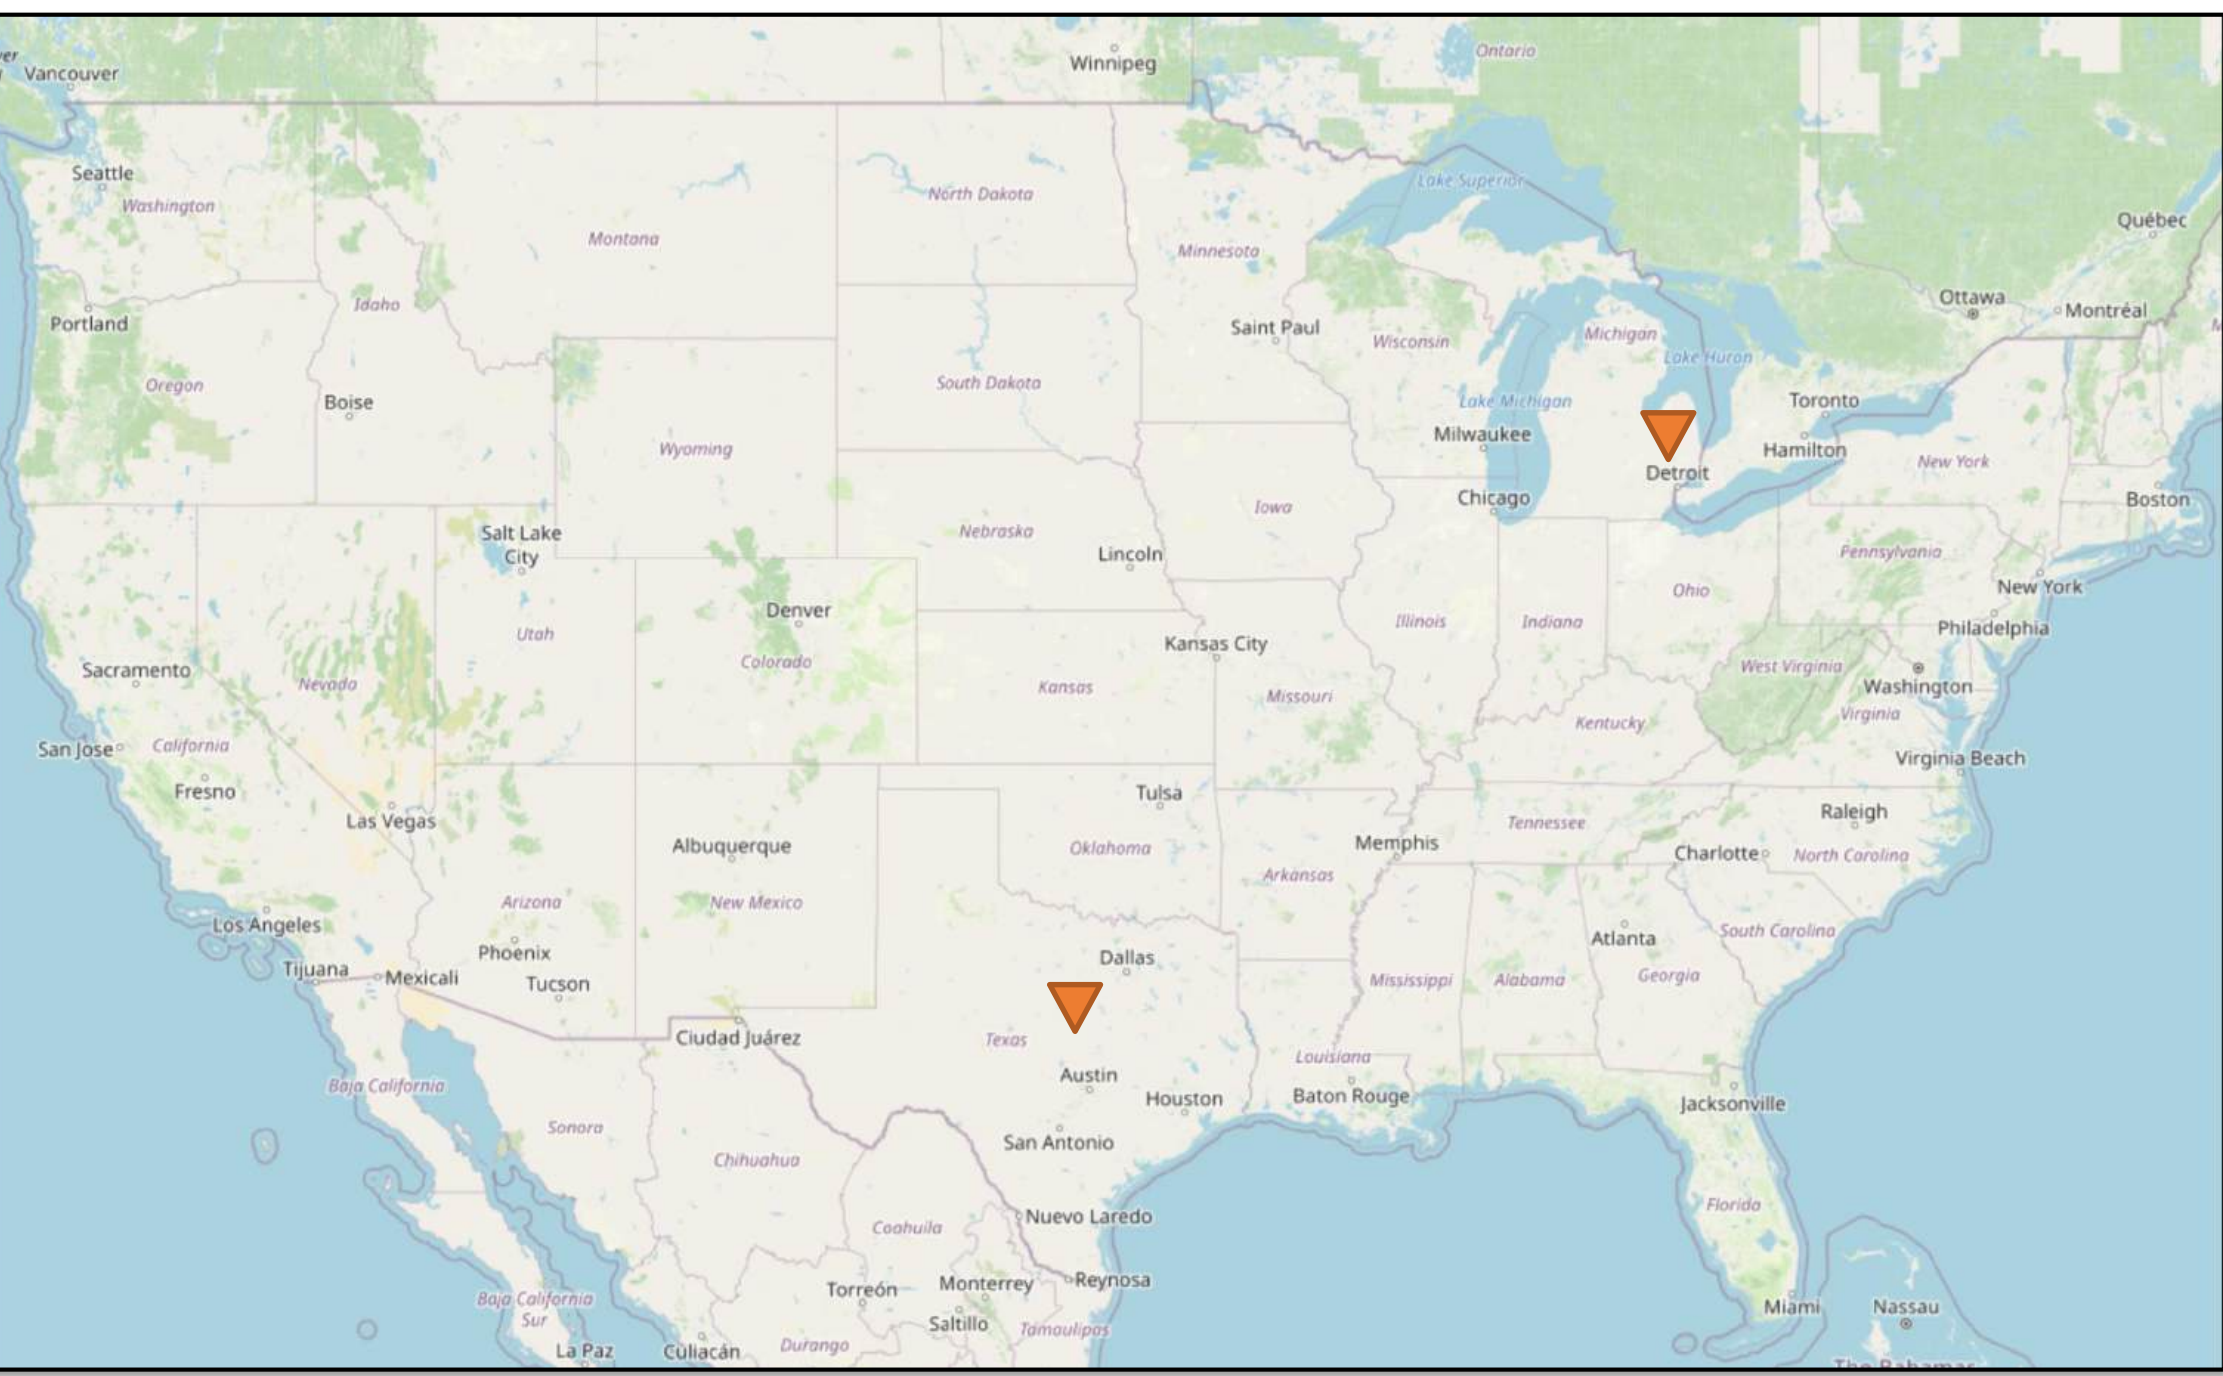 Winnipeg
Ontario
Vancouver
Seattle
Washington
North Dakota
Lake Superior
Québec
Montana
Minnesota
Idaho
Ottawa
Montréal
Portland
Saint Paul
Wisconsin
Michigan
Lake Huron
Oregon
Boise
South Dakota
Lake Michigan
Toronto
Milwaukee
Hamilton
Wyoming
New York
Detroit
Chicago
Boston
Iowa
Salt Lake
City
Nebraska
Lincoln
Pennsylvania
New York
Ohio
Denver
Utah
Illinois
Indiana
Philadelphia
Kansas City
Colorado
West Virginia
Sacramento
Nevada
Kansas
Missouri
Washington
Virginia
Kentucky
San Jose
California
Virginia Beach
Fresno
Tulsa
Las Vegas
Tennessee
Raleigh
Albuquerque
Oklahoma
Memphis
Charlotte
North Carolina
Arkansas
Arizona
New Mexico
Los Angeles
South Carolina
Atlanta
Phoenix
Dallas
Tijuana
Mexicali
Tucson
Mississippi
Alabama
Georgia
Ciudad Juárez
Texas
Louisiana
Austin
Baja California
Houston
Baton Rouge
Jacksonville
Sonora
San Antonio
Chihuahua
Florida
Nuevo Laredo
Coahuila
Torreón
Monterrey
Reynosa
Baja California
Sur
Miami
Nassau
Saltillo
Tamaulipas
Durango
La Paz
Culiacán
The Bahamas